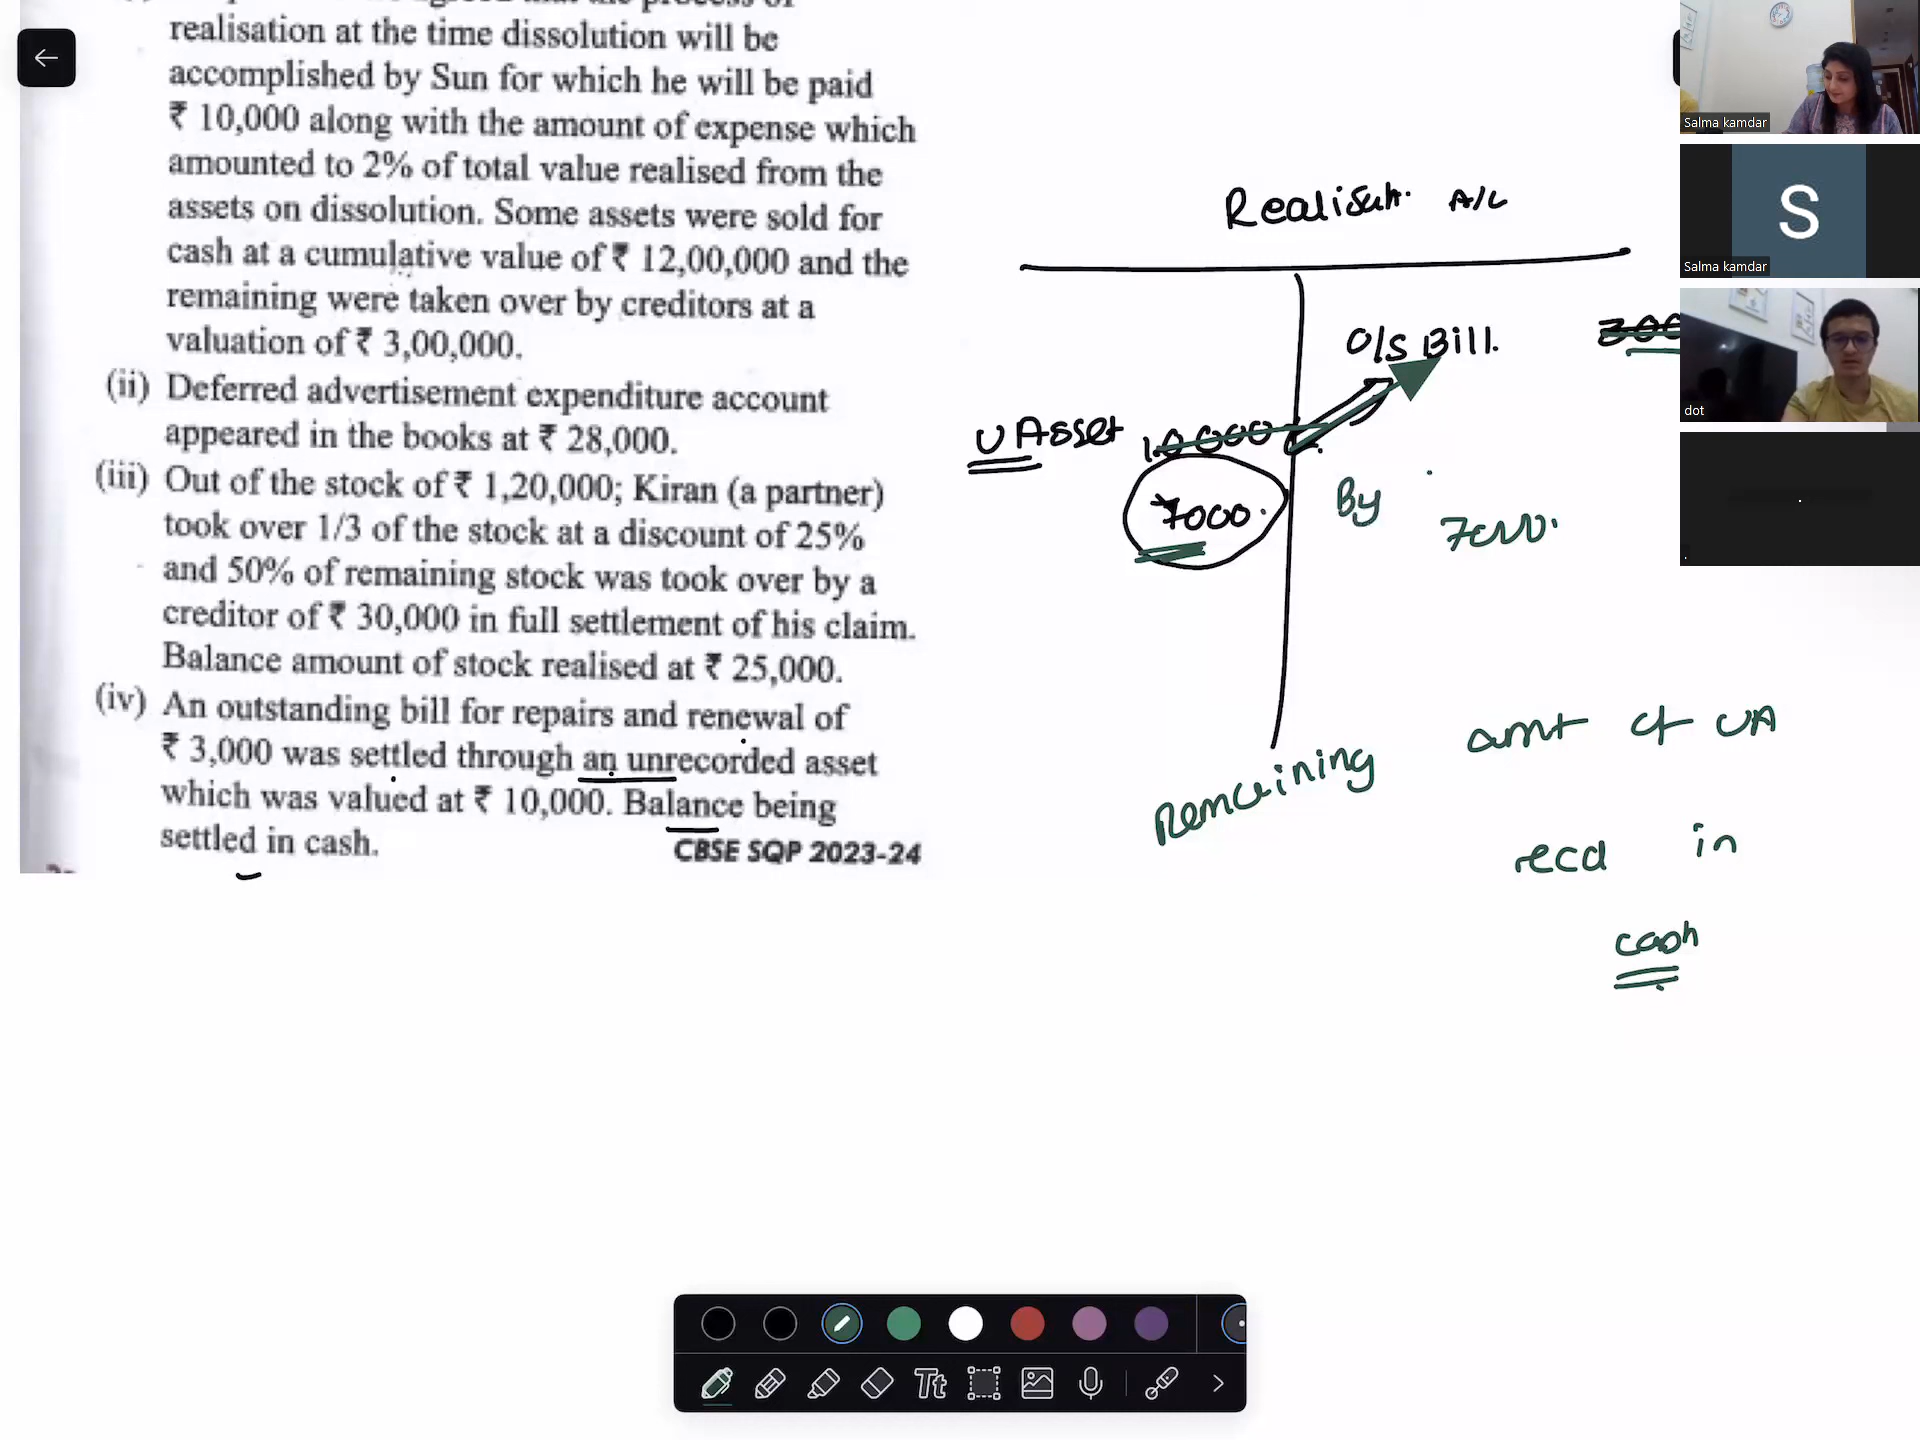 realisation at the time dissolution will be
accomplished by Sun for which he will be paid
₹ 10,000 along with the amount of expense which
amounted to 2% of total value realised from the
assets on dissolution. Some assets were sold for
cash at a cumulative value of ₹ 12,00,000 and the
remaining were taken over by creditors at a
valuation of ₹ 3,00,000.
(ii) Deferred advertisement expenditure account
appeared in the books at ₹ 28,000.
(iii) Out of the stock of ₹ 1,20,000; Kiran (a partner)
took over 1/3 of the stock at a discount of 25%
and 50% of remaining stock was took over by a
creditor of ₹ 30,000 in full settlement of his claim.
Balance amount of stock realised at ₹ 25,000.
(iv) An outstanding bill for repairs and renewal of
₹ 3,000 was settled through an unrecorded asset
which was valued at ₹ 10,000. Balance being
settled in cash.
CBSE SQP 2023-24
A/C
O/S Bill.
U Asset 10000
7000.
By
Remaining amt of UA
recd in
cash
Salma kamdar
S
Salma kamdar
dot
.
Tt